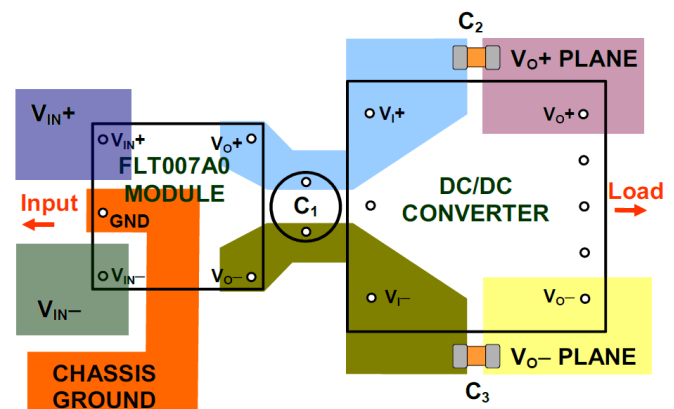 C2
VO+ PLANE
VIN+
VIN+
VO+
VI+
VO+
FLT007A0
MODULE
DC/DC
CONVERTER
Input
GND
C1
Load
VIN−
VIN−
VO−
VI−
VO−
VO− PLANE
CHASSIS
GROUND
C3